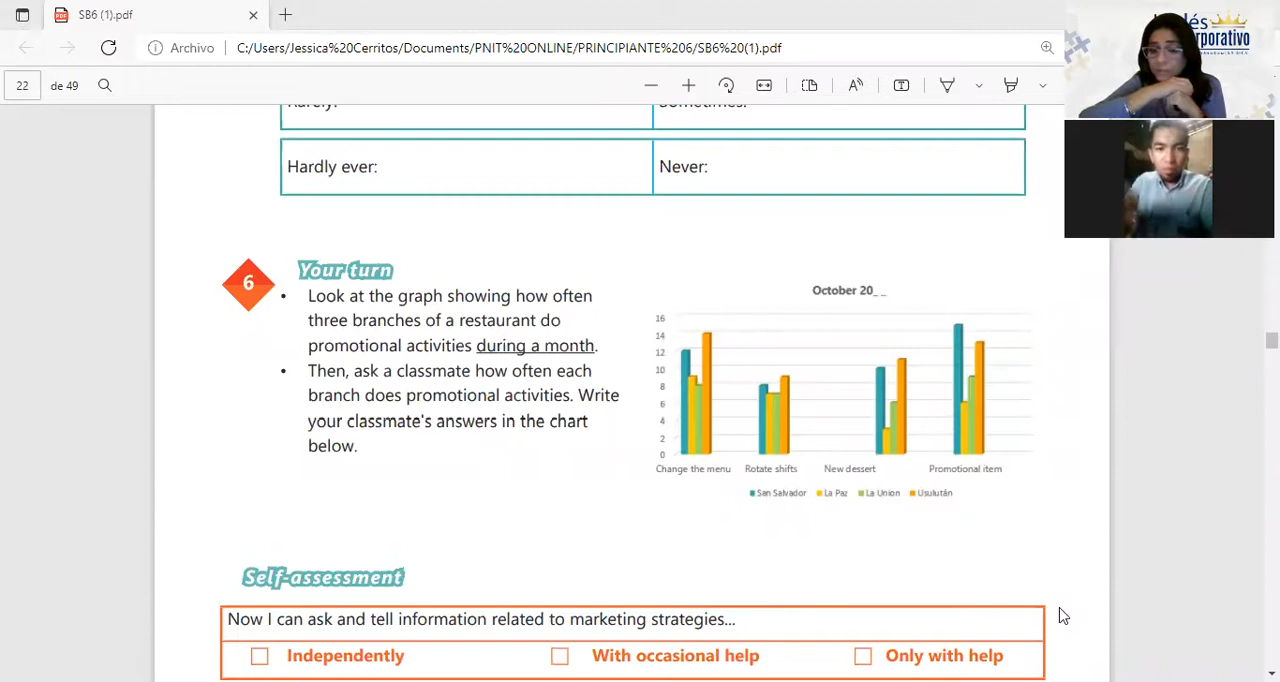 SB6 (1).pdf
Archivo
C:/Users/Jessica%20Cerritos/Documents/PNIT%20ONLINE/PRINCIPIANTE%206/SB6%20(1).pdf
22 de 49
Rarely: Sometimes:
Hardly ever: Never:
6
Your turn
• Look at the graph showing how often
three branches of a restaurant do
promotional activities during a month.
• Then, ask a classmate how often each
branch does promotional activities. Write
your classmate's answers in the chart
below.
October 20_ _
16
14
12
10
8
6
4
2
0
Change the menu Rotate shifts New dessert Promotional item
San Salvador La Paz La Union Usulután
Self-assessment
Now I can ask and tell information related to marketing strategies...
Independently With occasional help Only with help